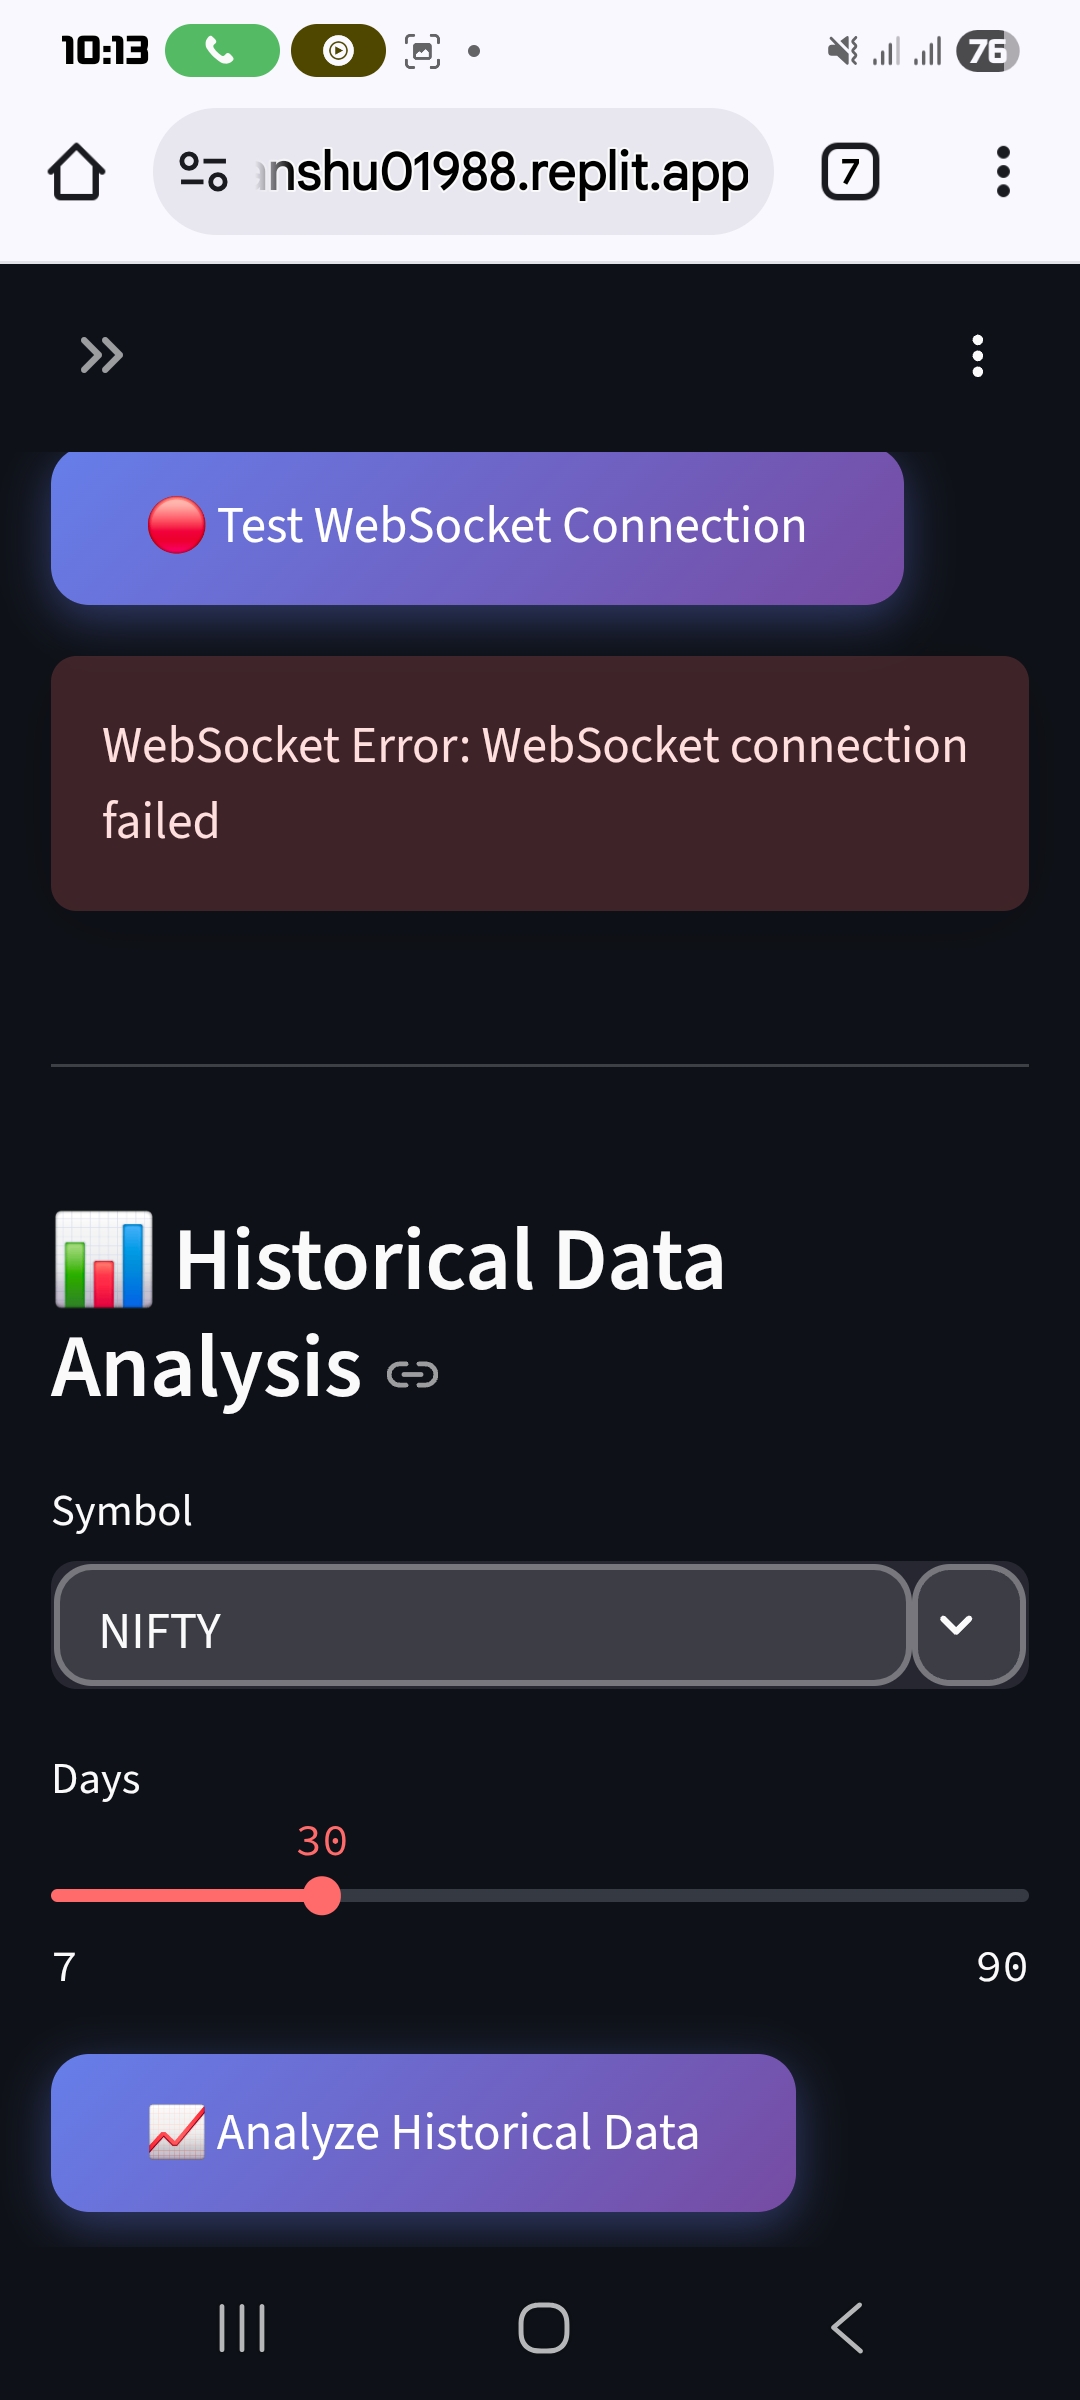 10:13
76
anshu01988.replit.app
7
Test WebSocket Connection
WebSocket Error: WebSocket connection
failed
Historical Data
Analysis
Symbol
NIFTY
Days
30
7
90
Analyze Historical Data